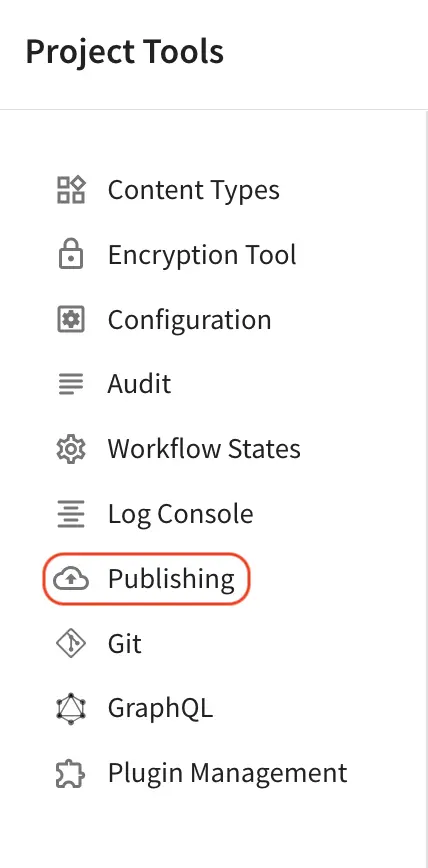 Project Tools
Content Types
Encryption Tool
Configuration
Audit
Workflow States
Log Console
Publishing
Git
GraphQL
Plugin Management